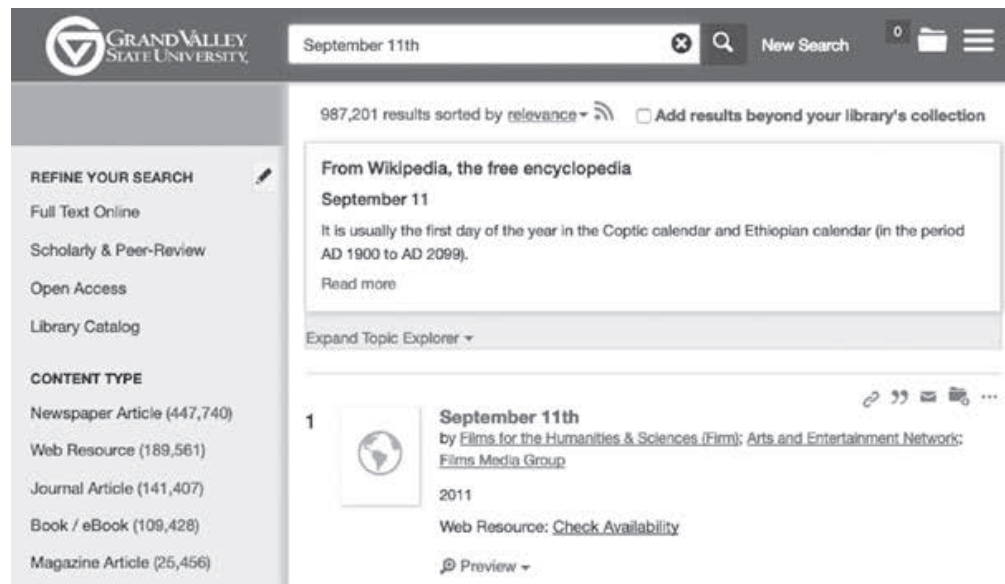 GRAND VALLEY
STATE UNIVERSITY
September 11th
New Search
0
987,201 results sorted by relevance
Add results beyond your library's collection
REFINE YOUR SEARCH
Full Text Online
Scholarly & Peer-Review
Open Access
Library Catalog
CONTENT TYPE
Newspaper Article (447,740)
Web Resource (189,561)
Journal Article (141,407)
Book / eBook (109,428)
Magazine Article (25,456)
From Wikipedia, the free encyclopedia
September 11
It is usually the first day of the year in the Coptic calendar and Ethiopian calendar (in the period
AD 1900 to AD 2099).
Read more
Expand Topic Explorer
1
September 11th
by Films for the Humanities & Sciences (Firm); Arts and Entertainment Network;
Films Media Group
2011
Web Resource: Check Availability
Preview